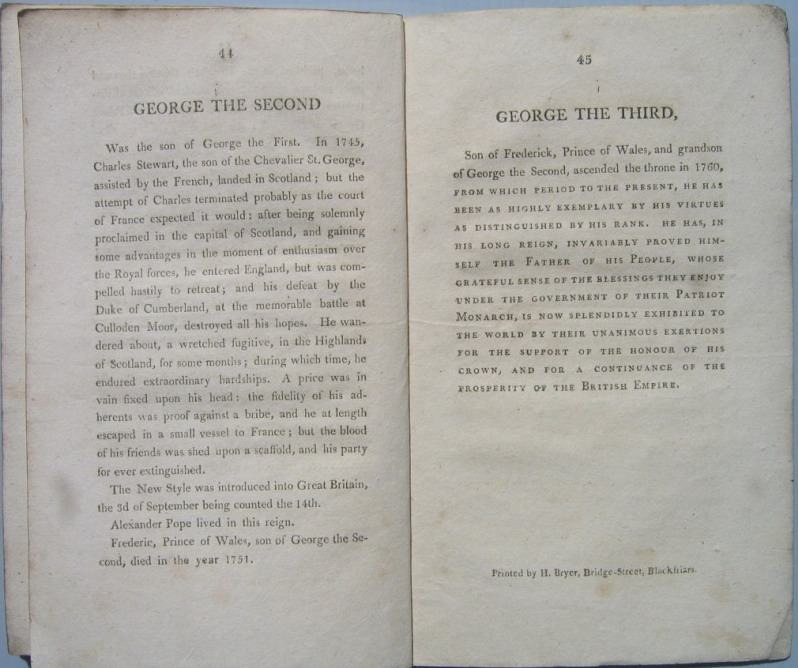 44
GEORGE THE SECOND
Was the son of George the First. In 1745,
Charles Stewart, the son of the Chevalier St. George,
assisted by the French, landed in Scotland; but the
attempt of Charles terminated probably as the court
of France expected it would: after being solemnly
proclaimed in the capital of Scotland, and gaining
some advantages in the moment of enthusiasm over
the Royal forces, he entered England, but was com-
pelled hastily to retreat; and his defeat by the
Duke of Cumberland, at the memorable battle at
Culloden Moor, destroyed all his hopes. He wan-
dered about, a wretched fugitive, in the Highlands
of Scotland, for some months; during which time, he
endured extraordinary hardships. A price was in
vain fixed upon his head: the fidelity of his ad-
herents was proof against a bribe, and he at length
escaped in a small vessel to France; but the blood
of his friends was shed upon a scaffold, and his party
for ever extinguished.
The New Style was introduced into Great Britain,
the 3d of September being counted the 14th.
Alexander Pope lived in this reign.
Frederic, Prince of Wales, son of George the Se-
cond, died in the year 1751.
45
GEORGE THE THIRD,
Son of Frederick, Prince of Wales, and grandson
of George the Second, ascended the throne in 1760,
FROM WHICH PERIOD TO THE PRESENT, HE HAS
BEEN AS HIGHLY EXEMPLARY BY HIS VIRTUES
AS DISTINGUISHED BY HIS RANK. HE HAS, IN
HIS LONG REIGN, INVARIABLY PROVED HIM-
SELF THE FATHER OF HIS PEOPLE, WHOSE
GRATEFUL SENSE OF THE BLESSINGS THEY ENJOY
UNDER THE GOVERNMENT OF THEIR PATRIOT
MONARCH, IS NOW SPLENDIDLY EXHIBITED TO
THE WORLD BY THEIR UNANIMOUS EXERTIONS
FOR THE SUPPORT OF THE HONOUR OF HIS
CROWN, AND FOR A CONTINUANCE OF THE
PROSPERITY OF THE BRITISH EMPIRE.
Printed by H. Bryer, Bridge-Street, Blackfriars.